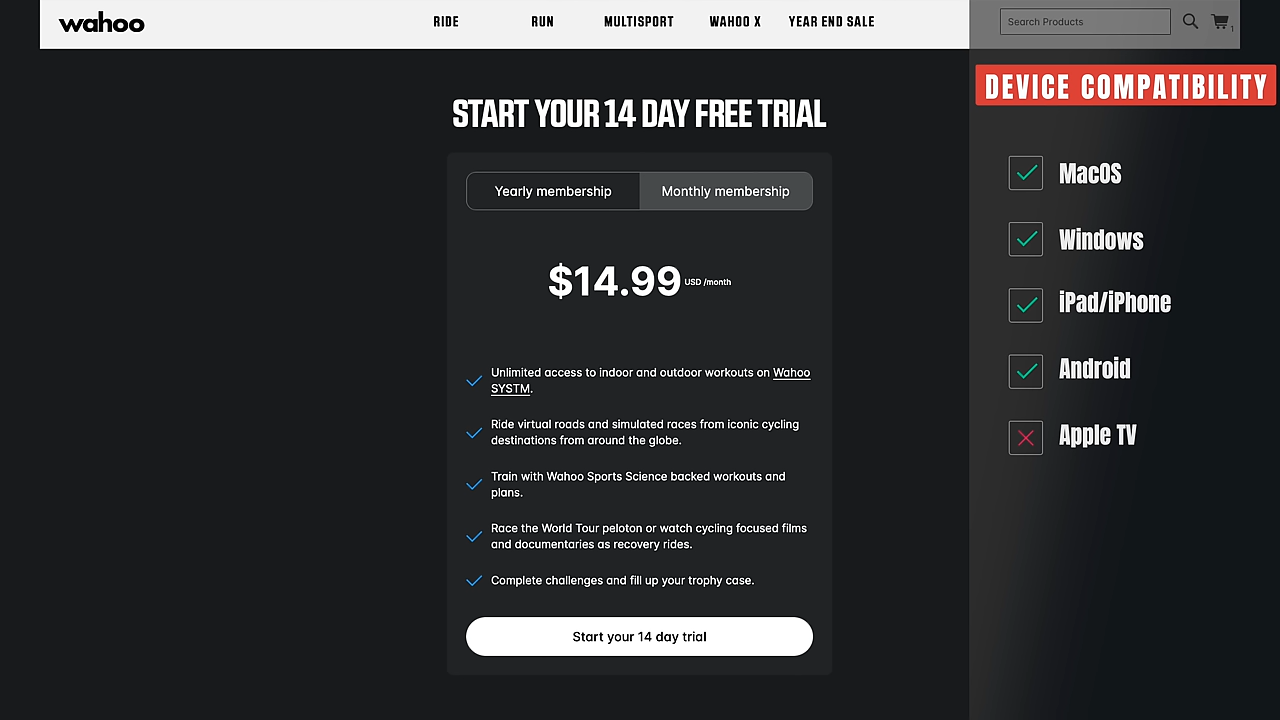 wahoo
RIDE
RUN
MULTISPORT
WAHOO X
YEAR END SALE
Search Products
1
DEVICE COMPATIBILITY
START YOUR 14 DAY FREE TRIAL
Yearly membership
Monthly membership
$14.99 USD /month
Unlimited access to indoor and outdoor workouts on Wahoo
SYSTM.
Ride virtual roads and simulated races from iconic cycling
destinations from around the globe.
Train with Wahoo Sports Science backed workouts and
plans.
Race the World Tour peloton or watch cycling focused films
and documentaries as recovery rides.
Complete challenges and fill up your trophy case.
Start your 14 day trial
MacOS
Windows
iPad/iPhone
Android
Apple TV